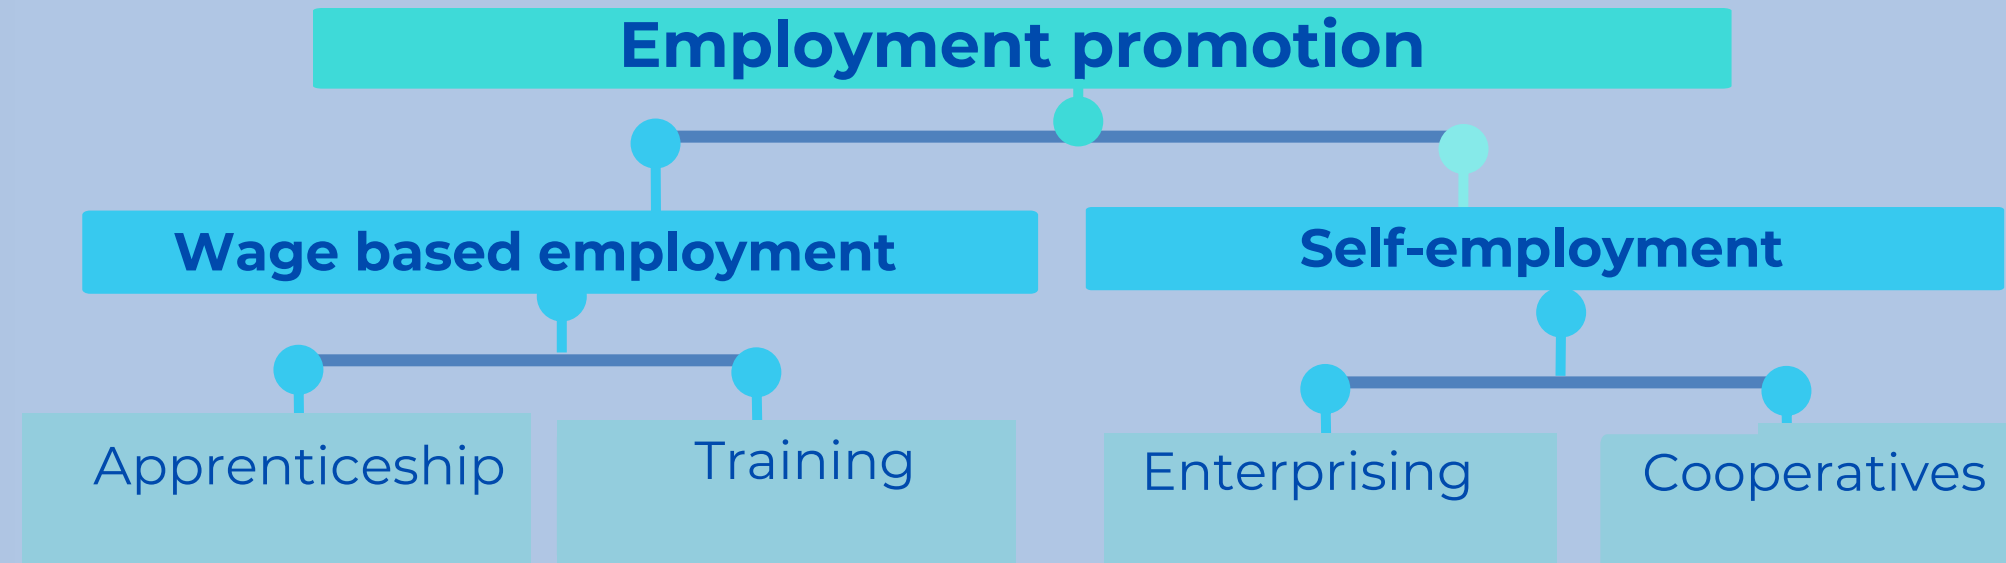 Employment promotion
Wage based employment
Self-employment
Apprenticeship
Training
Enterprising
Cooperatives